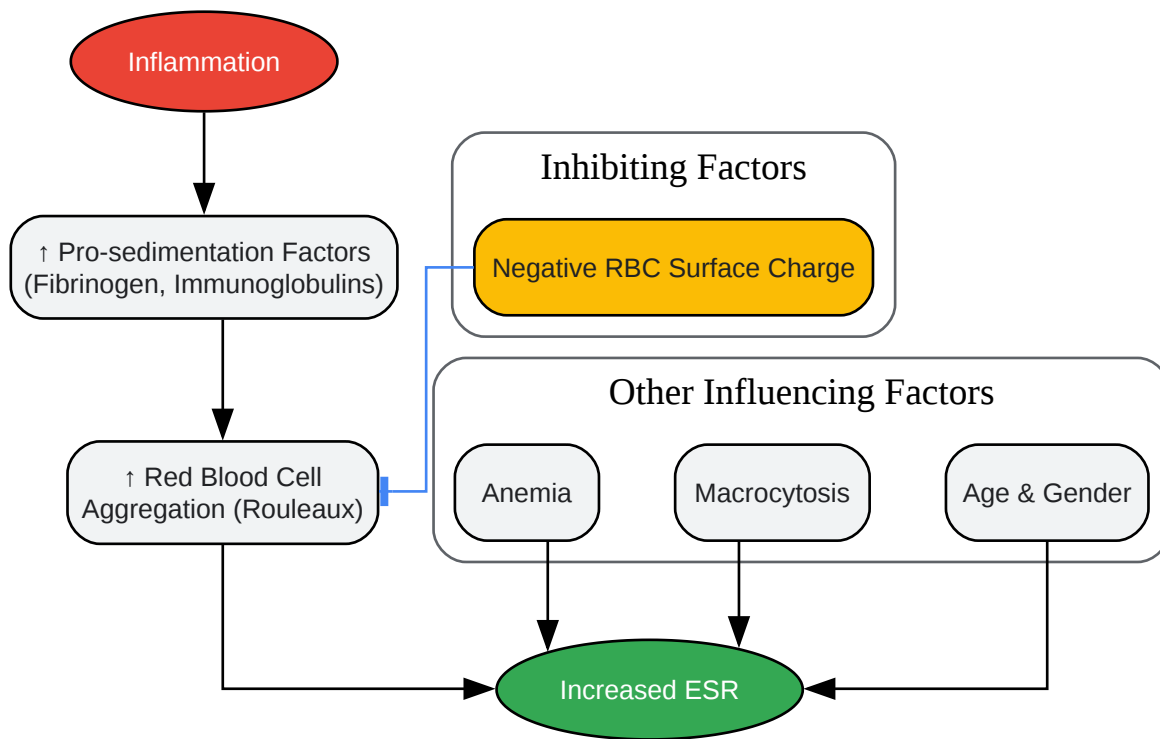 Inflammation
Inhibiting Factors
↑ Pro-sedimentation Factors
(Fibrinogen, Immunoglobulins)
Negative RBC Surface Charge
Other Influencing Factors
↑ Red Blood Cell
Aggregation (Rouleaux)
Anemia
Macrocytosis
Age & Gender
Increased ESR